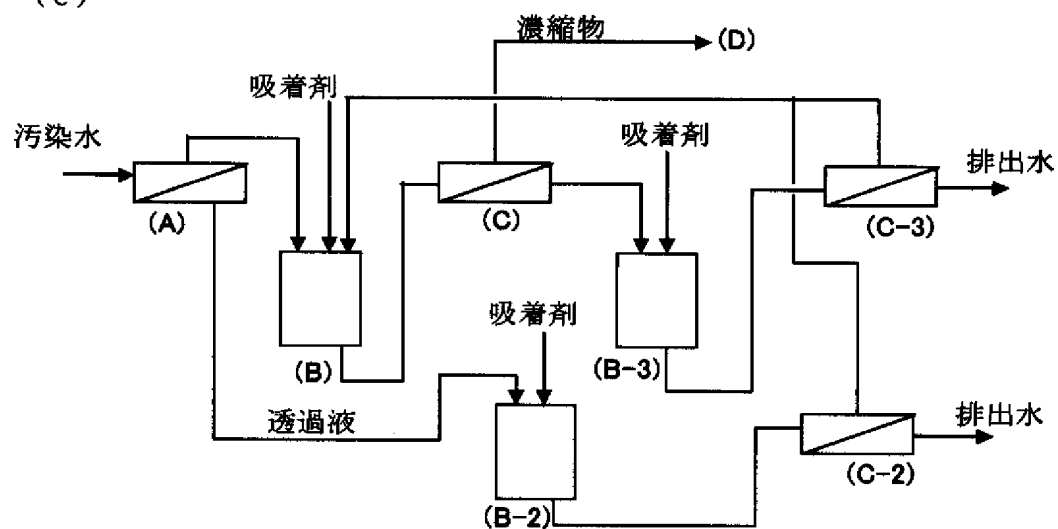 (e)
濃縮物
(D)
吸着剤
吸着剤
汚染水
排出水
(A)
(C)
(C-3)
吸着剤
(B)
(B-3)
透過液
排出水
(C-2)
(B-2)